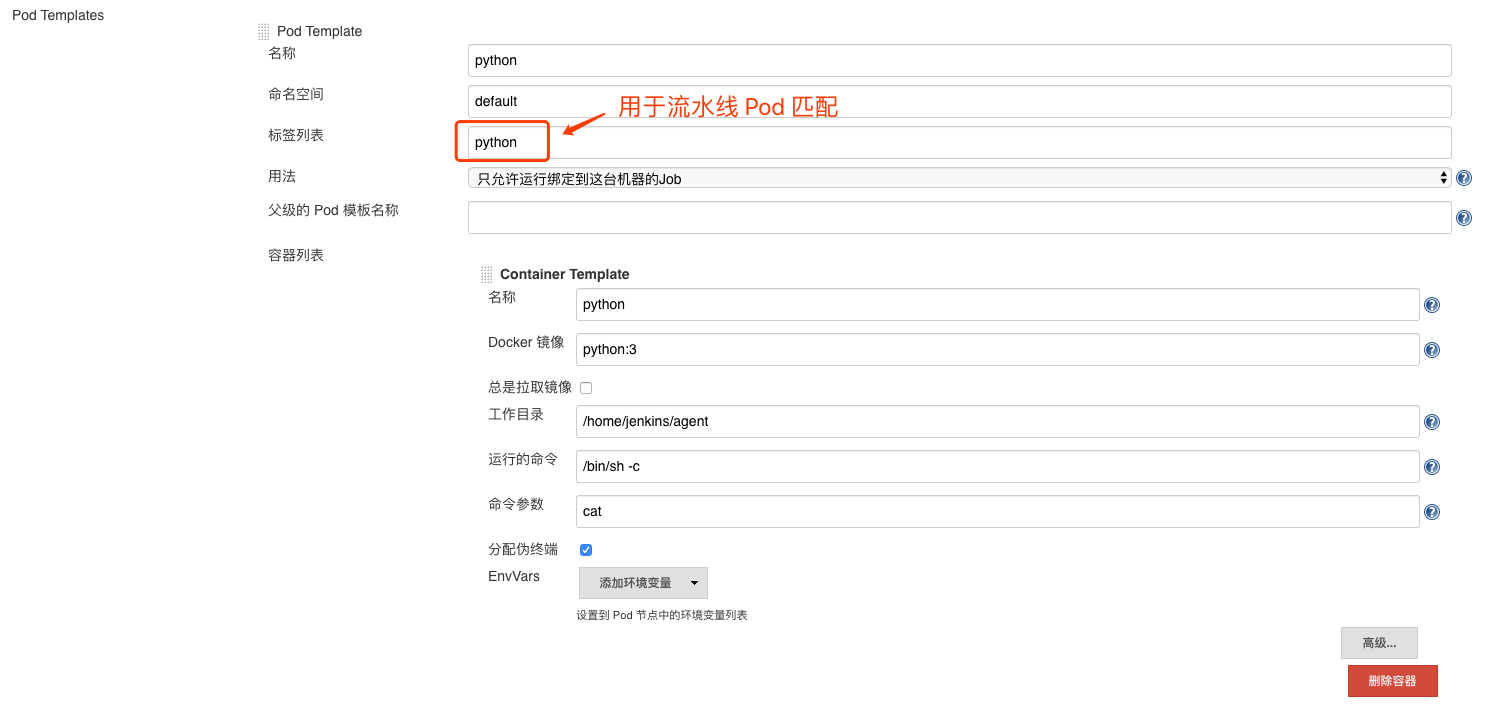 Pod Templates
Pod Template
名称
python
命名空间
default
用于流水线 Pod 匹配
标签列表
python
用法
只允许运行绑定到这台机器的Job
父级的 Pod 模板名称
容器列表
Container Template
名称
python
Docker 镜像
python:3
总是拉取镜像
工作目录
/home/jenkins/agent
运行的命令
/bin/sh -c
命令参数
cat
分配伪终端
EnvVars
添加环境变量
设置到 Pod 节点中的环境变量列表
高级...
删除容器